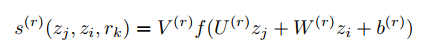 s^{(r)}(z_j, z_i, r_k) = V^{(r)} f(U^{(r)} z_j + W^{(r)} z_i + b^{(r)})